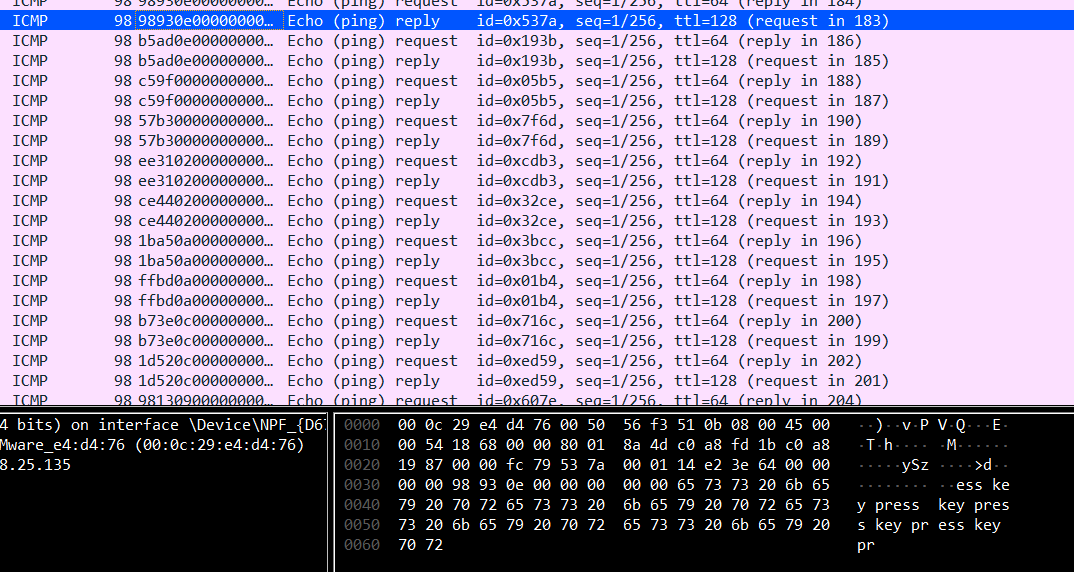 ICMP 98 98930e00000000… Echo (ping) reply id=0x537a, seq=1/256, ttl=64 (reply in 184)
ICMP 98 98930e0000000… Echo (ping) reply id=0x537a, seq=1/256, ttl=128 (request in 183)
ICMP 98 b5ad0e00000000… Echo (ping) request id=0x193b, seq=1/256, ttl=64 (reply in 186)
ICMP 98 b5ad0e00000000… Echo (ping) reply id=0x193b, seq=1/256, ttl=128 (request in 185)
ICMP 98 c59f0000000000… Echo (ping) request id=0x05b5, seq=1/256, ttl=64 (reply in 188)
ICMP 98 c59f0000000000… Echo (ping) reply id=0x05b5, seq=1/256, ttl=128 (request in 187)
ICMP 98 57b30000000000… Echo (ping) request id=0x7f6d, seq=1/256, ttl=64 (reply in 190)
ICMP 98 57b30000000000… Echo (ping) reply id=0x7f6d, seq=1/256, ttl=128 (request in 189)
ICMP 98 ee310200000000… Echo (ping) request id=0xcdb3, seq=1/256, ttl=64 (reply in 192)
ICMP 98 ee310200000000… Echo (ping) reply id=0xcdb3, seq=1/256, ttl=128 (request in 191)
ICMP 98 ce440200000000… Echo (ping) request id=0x32ce, seq=1/256, ttl=64 (reply in 194)
ICMP 98 ce440200000000… Echo (ping) reply id=0x32ce, seq=1/256, ttl=128 (request in 193)
ICMP 98 1ba50a00000000… Echo (ping) request id=0x3bcc, seq=1/256, ttl=64 (reply in 196)
ICMP 98 1ba50a00000000… Echo (ping) reply id=0x3bcc, seq=1/256, ttl=128 (request in 195)
ICMP 98 ffbd0a00000000… Echo (ping) request id=0x01b4, seq=1/256, ttl=64 (reply in 198)
ICMP 98 ffbd0a00000000… Echo (ping) reply id=0x01b4, seq=1/256, ttl=128 (request in 197)
ICMP 98 b73e0c00000000… Echo (ping) request id=0x716c, seq=1/256, ttl=64 (reply in 200)
ICMP 98 b73e0c00000000… Echo (ping) reply id=0x716c, seq=1/256, ttl=128 (request in 199)
ICMP 98 1d520c00000000… Echo (ping) request id=0xed59, seq=1/256, ttl=64 (reply in 202)
ICMP 98 1d520c00000000… Echo (ping) reply id=0xed59, seq=1/256, ttl=128 (request in 201)
ICMP 98 98130900000000… Echo (ping) request id=0x607e, seq=1/256, ttl=64 (reply in 204)
4 bits) on interface \Device\NPF_{D67
Mware_e4:d4:76 (00:0c:29:e4:d4:76)
8.25.135
0000 00 0c 29 e4 d4 76 00 50 56 f3 51 0b 08 00 45 00 ··)··v·P V·Q···E·
0010 00 54 18 68 00 00 80 01 8a 4d c0 a8 fd 1b c0 a8 ·T·h···· ·M······
0020 19 87 00 00 fc 79 53 7a 00 01 14 e2 3e 64 00 00 ·····ySz ····>d··
0030 00 00 98 93 0e 00 00 00 00 00 65 73 73 20 6b 65 ········ ··ess ke
0040 79 20 70 72 65 73 73 20 6b 65 79 20 70 72 65 73 y press key pres
0050 73 20 6b 65 79 20 70 72 65 73 73 20 6b 65 79 20 s key pr ess key
0060 70 72 pr